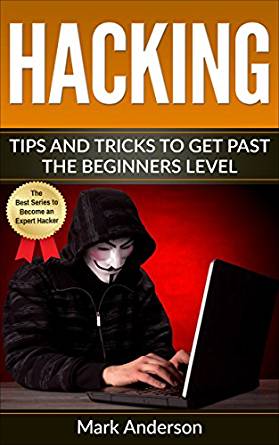 HACKING
TIPS AND TRICKS TO GET PAST
THE BEGINNERS LEVEL
The
Best Series to
Become an
Expert Hacker
Mark Anderson